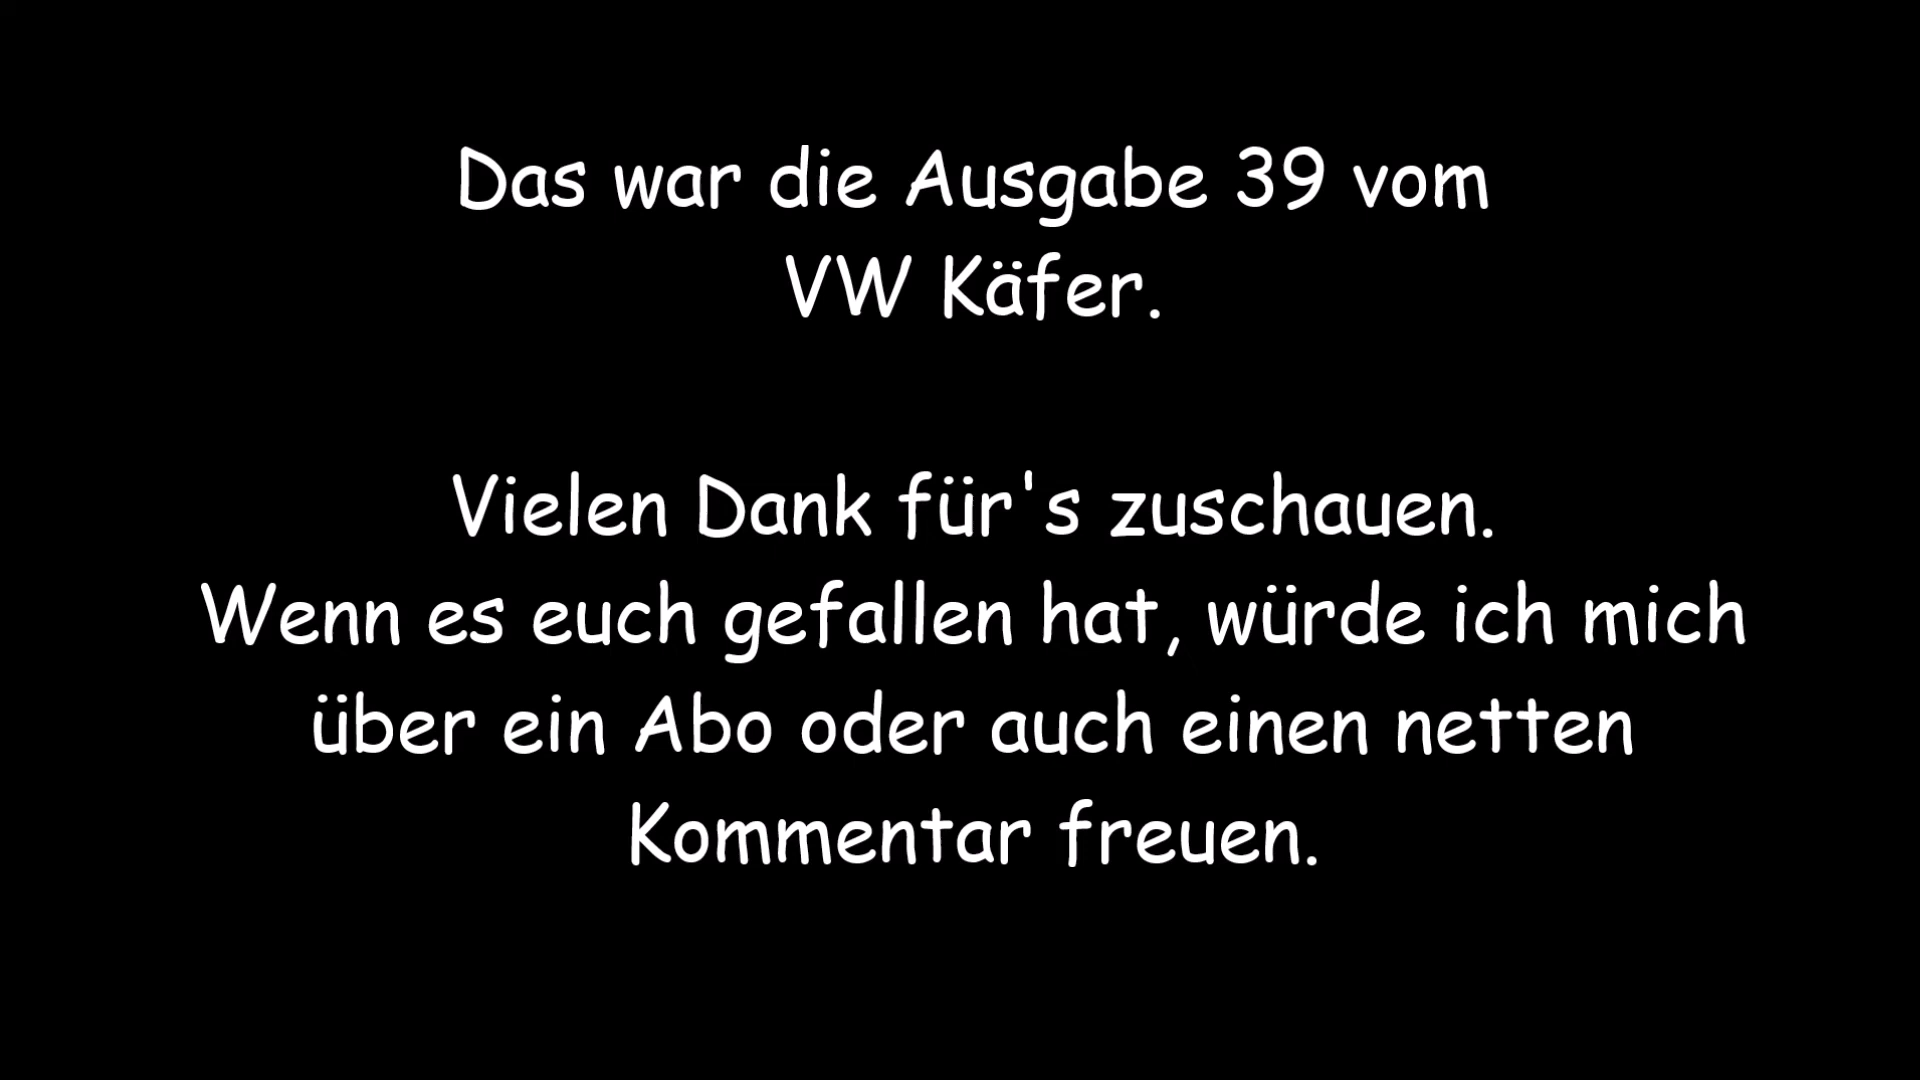 Das war die Ausgabe 39 vom
VW Käfer.
Vielen Dank für's zuschauen.
Wenn es euch gefallen hat, würde ich mich
über ein Abo oder auch einen netten
Kommentar freuen.